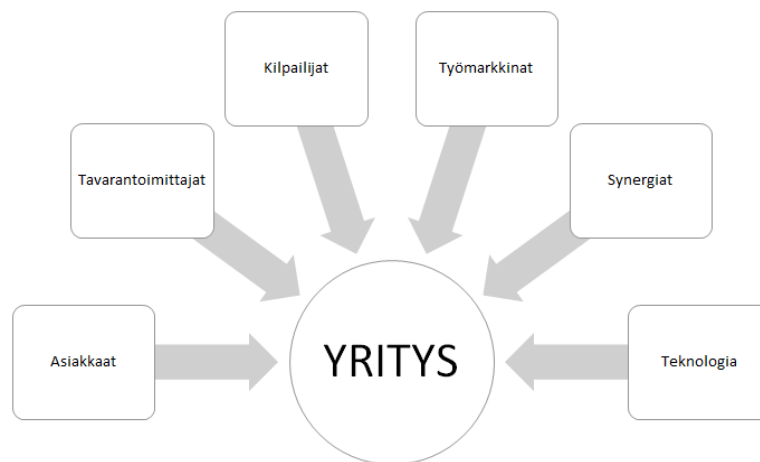 Kilpailijat
Työmarkkinat
Tavarantoimittajat
Synergiat
Asiakkaat
YRITYS
Teknologia